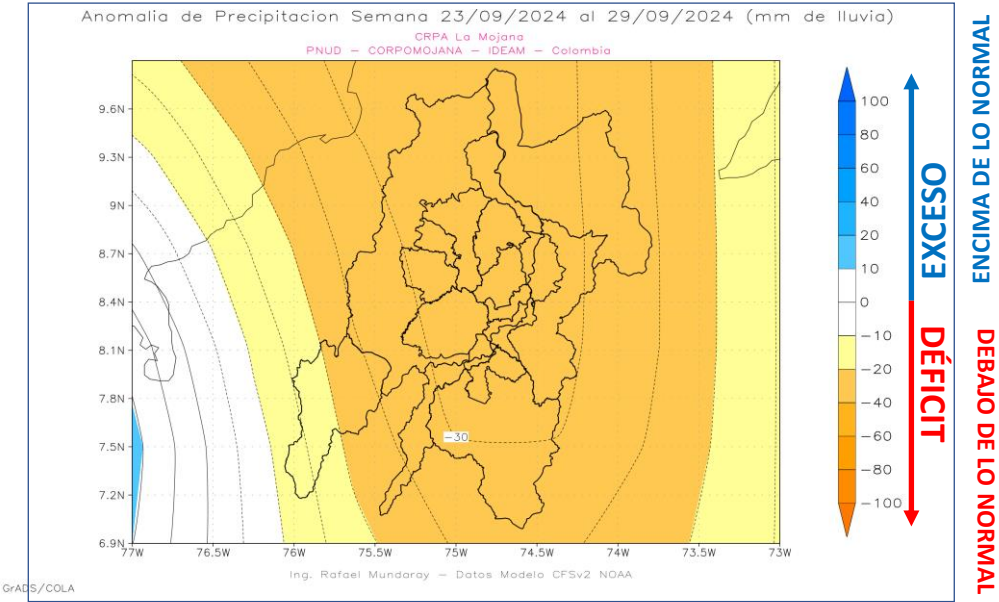 Anomalia de Precipitacion Semana 23/09/2024 al 29/09/2024 (mm de lluvia)
CRPA La Mojana
PNUD – CORPOMOJANA – IDEAM – Colombia
9.6N
9.3N
9N
8.7N
8.4N
8.1N
7.8N
7.5N
7.2N
6.9N
77W
76.5W
76W
75.5W
75W
74.5W
74W
73.5W
73W
-30
100
80
60
40
20
10
0
-10
-20
-40
-60
-80
-100
EXCESO
DÉFICIT
ENCIMA DE LO NORMAL
DEBAJO DE LO NORMAL
Ing. Rafael Mundaray – Datos Modelo CFSv2 NOAA
GrADS/COLA